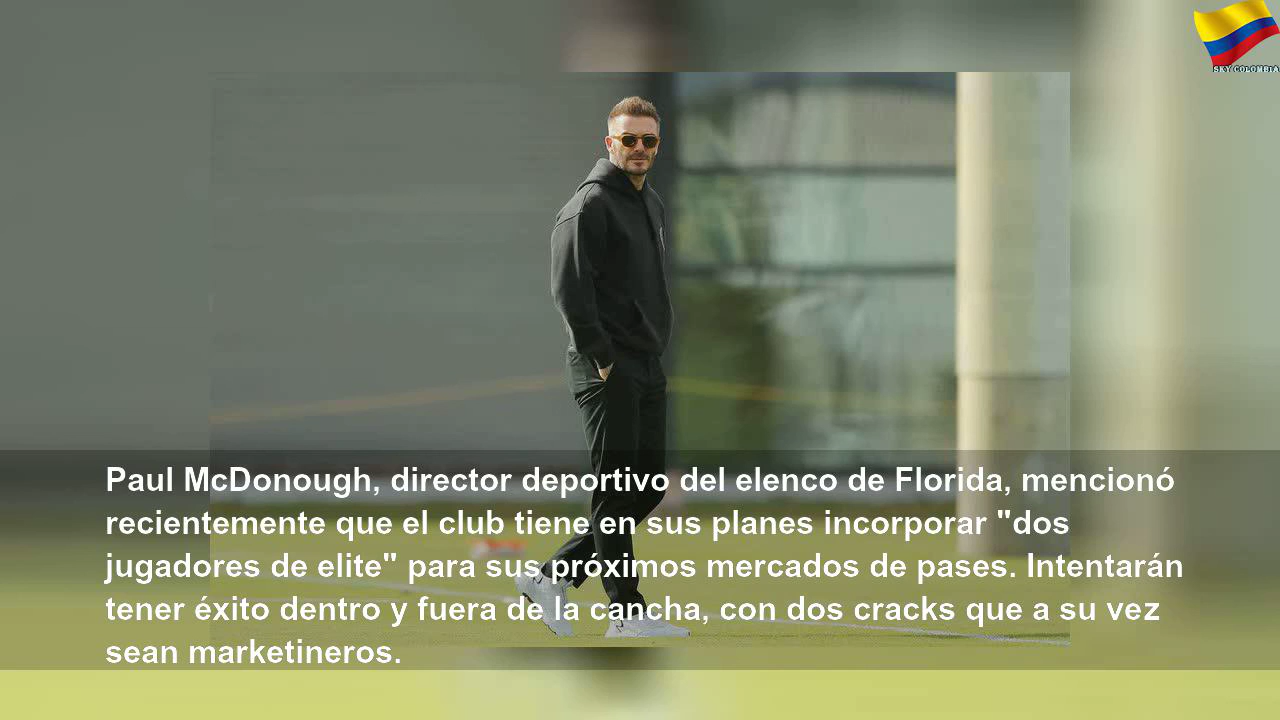 SKY COLOMBIA
Paul McDonough, director deportivo del elenco de Florida, mencionó
recientemente que el club tiene en sus planes incorporar "dos
jugadores de elite" para sus próximos mercados de pases. Intentarán
tener éxito dentro y fuera de la cancha, con dos cracks que a su vez
sean marketineros.